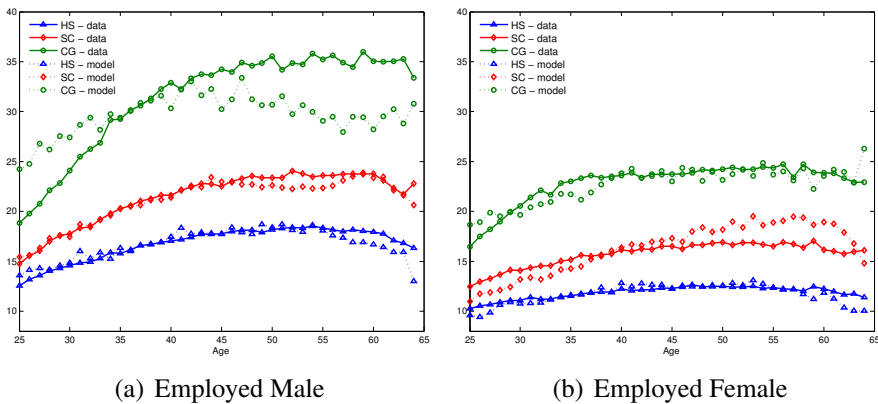 40
35
30
25
20
15
10
25 30 35 40 45 50 55 60 65
Age
HS – data
SC – data
CG – data
HS – model
SC – model
CG – model
(a) Employed Male
40
35
30
25
20
15
10
25 30 35 40 45 50 55 60 65
Age
HS – data
SC – data
CG – data
HS – model
SC – model
CG – model
(b) Employed Female